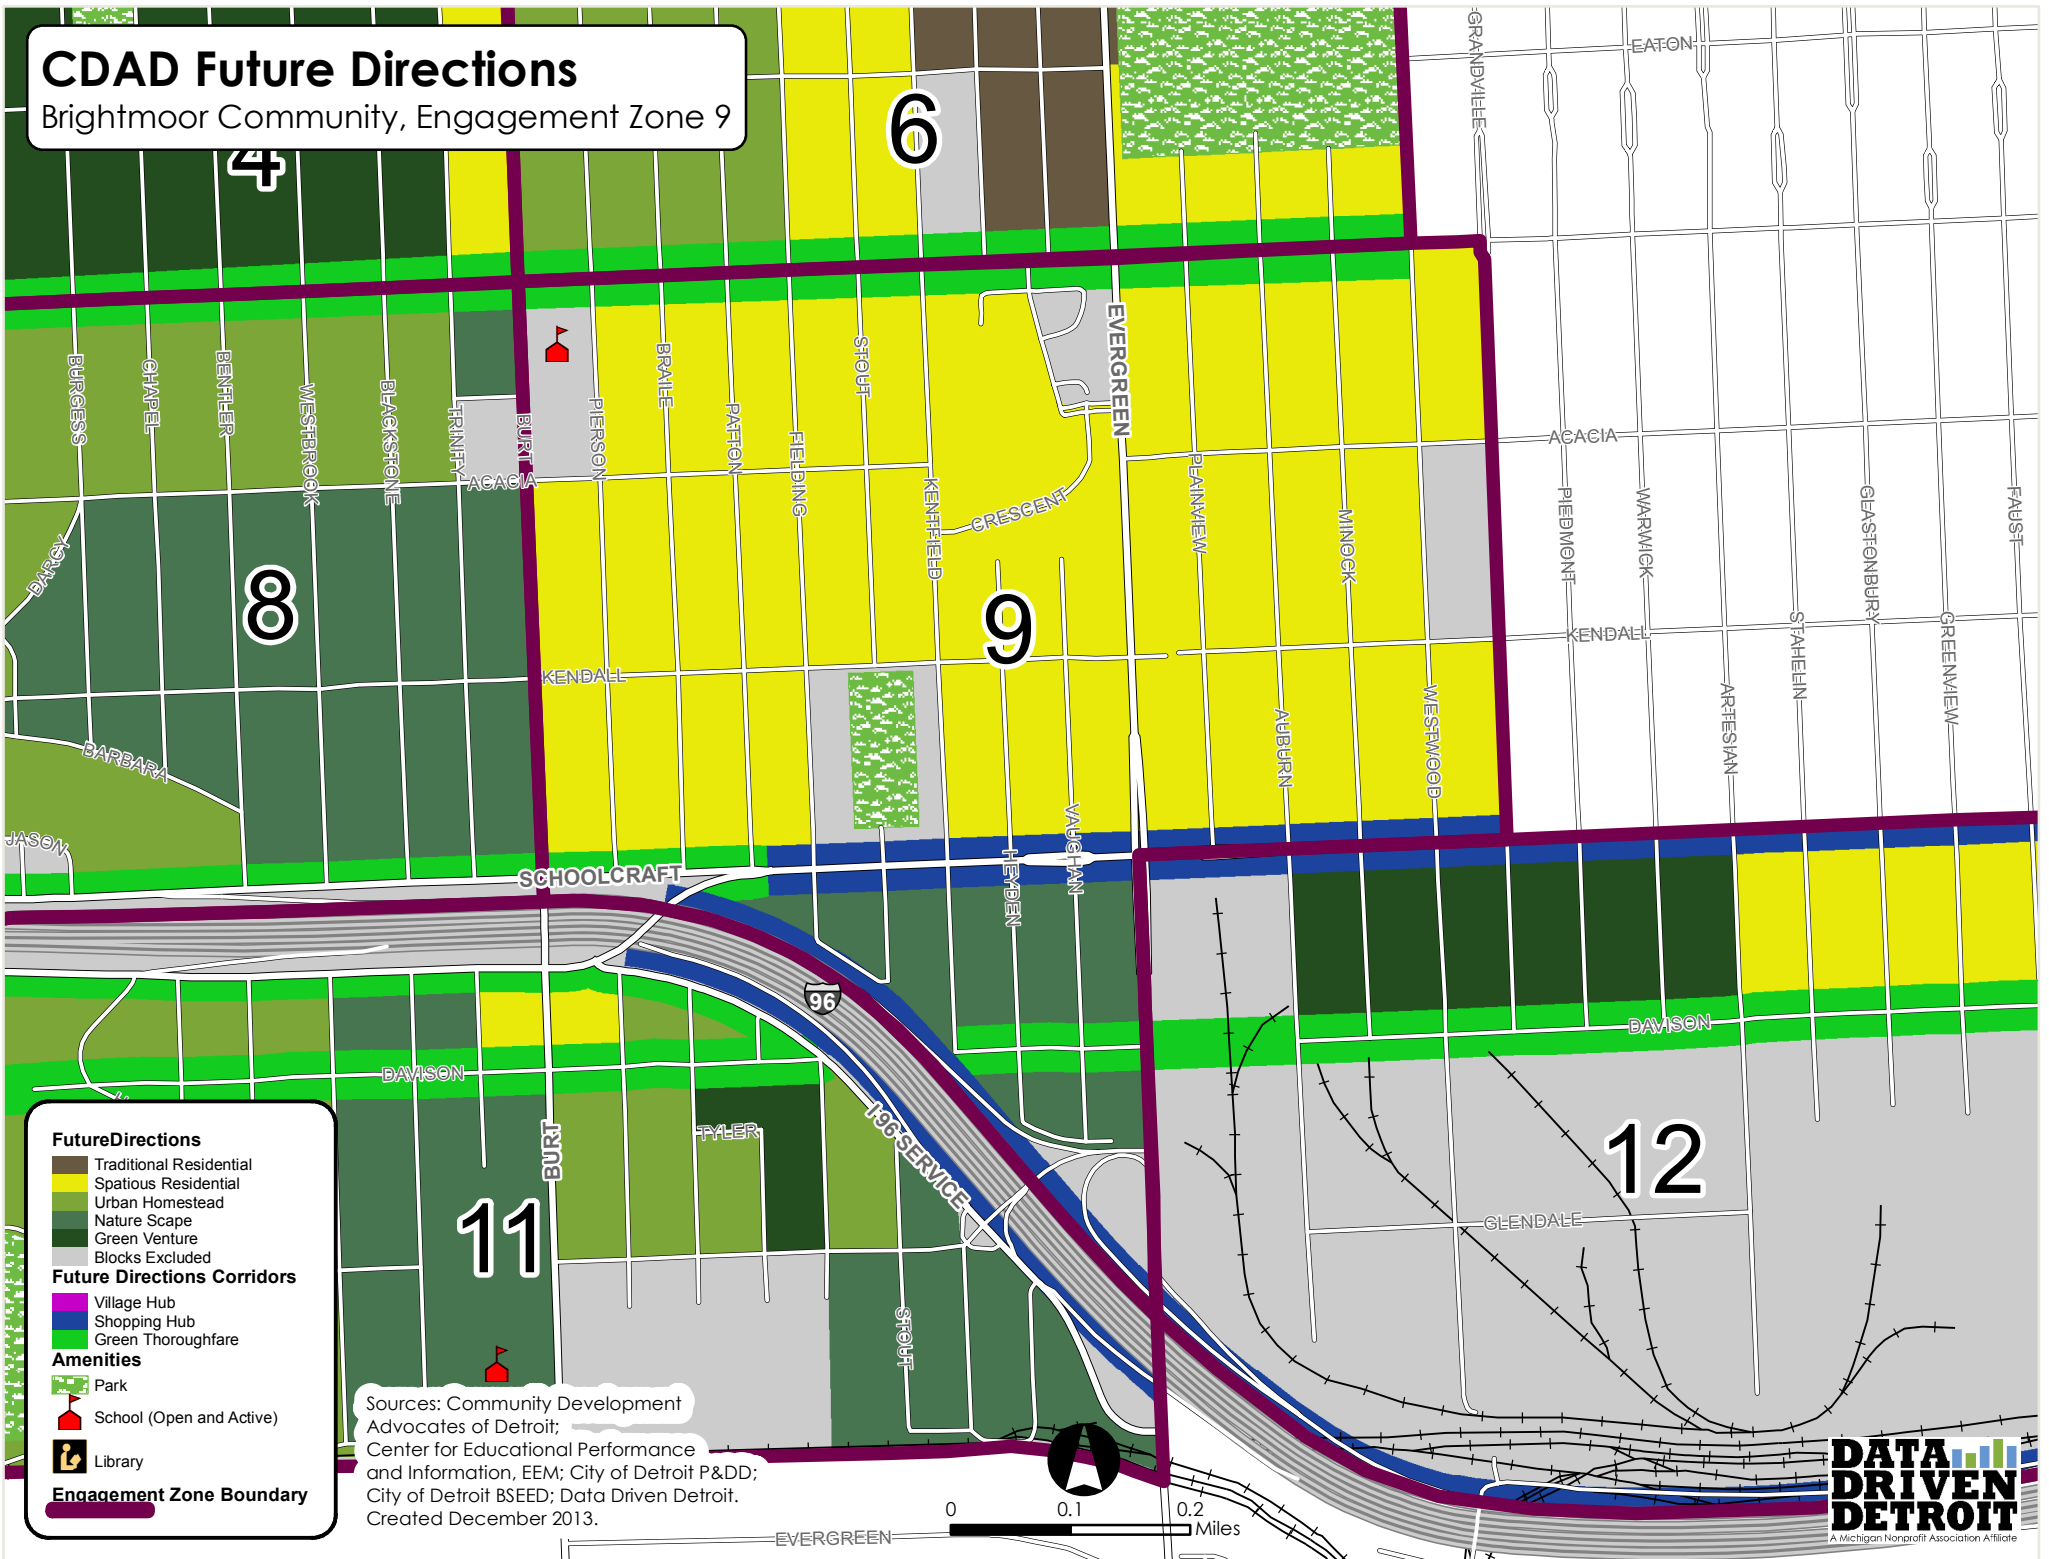 CDAD Future Directions
Brightmoor Community, Engagement Zone 9
4
6
GRANDVILLE
EATON
BURGESS
CHAPEL
BENTLER
WESTBROOK
BLACKSTONE
TRINITY
BURT
PIERSON
BRAILE
PATTON
FIELDING
STOUT
KENTFIELD
EVERGREEN
ACACIA
ACACIA
CRESCENT
PLAINVIEW
MINOCK
PIEDMONT
WARWICK
GLASTONBURY
FAUST
DARCY
8
9
KENDALL
KENDALL
STAHELIN
GREENVIEW
ARTESIAN
WESTWOOD
AUBURN
BARBARA
JASON
VAUGHAN
HEYDEN
SCHOOLCRAFT
96
DAVISON
DAVISON
TYLER
I-96 SERVICE
BURT
11
12
GLENDALE
STOUT
FutureDirections
Traditional Residential
Spatious Residential
Urban Homestead
Nature Scape
Green Venture
Blocks Excluded
Future Directions Corridors
Village Hub
Shopping Hub
Green Thoroughfare
Amenities
Park
School (Open and Active)
Library
Engagement Zone Boundary
Sources: Community Development
Advocates of Detroit;
Center for Educational Performance
and Information, EEM; City of Detroit P&DD;
City of Detroit BSEED; Data Driven Detroit.
Created December 2013.
0 0.1 0.2
Miles
EVERGREEN
DATA
DRIVEN
DETROIT
A Michigan Nonprofit Association Affiliate